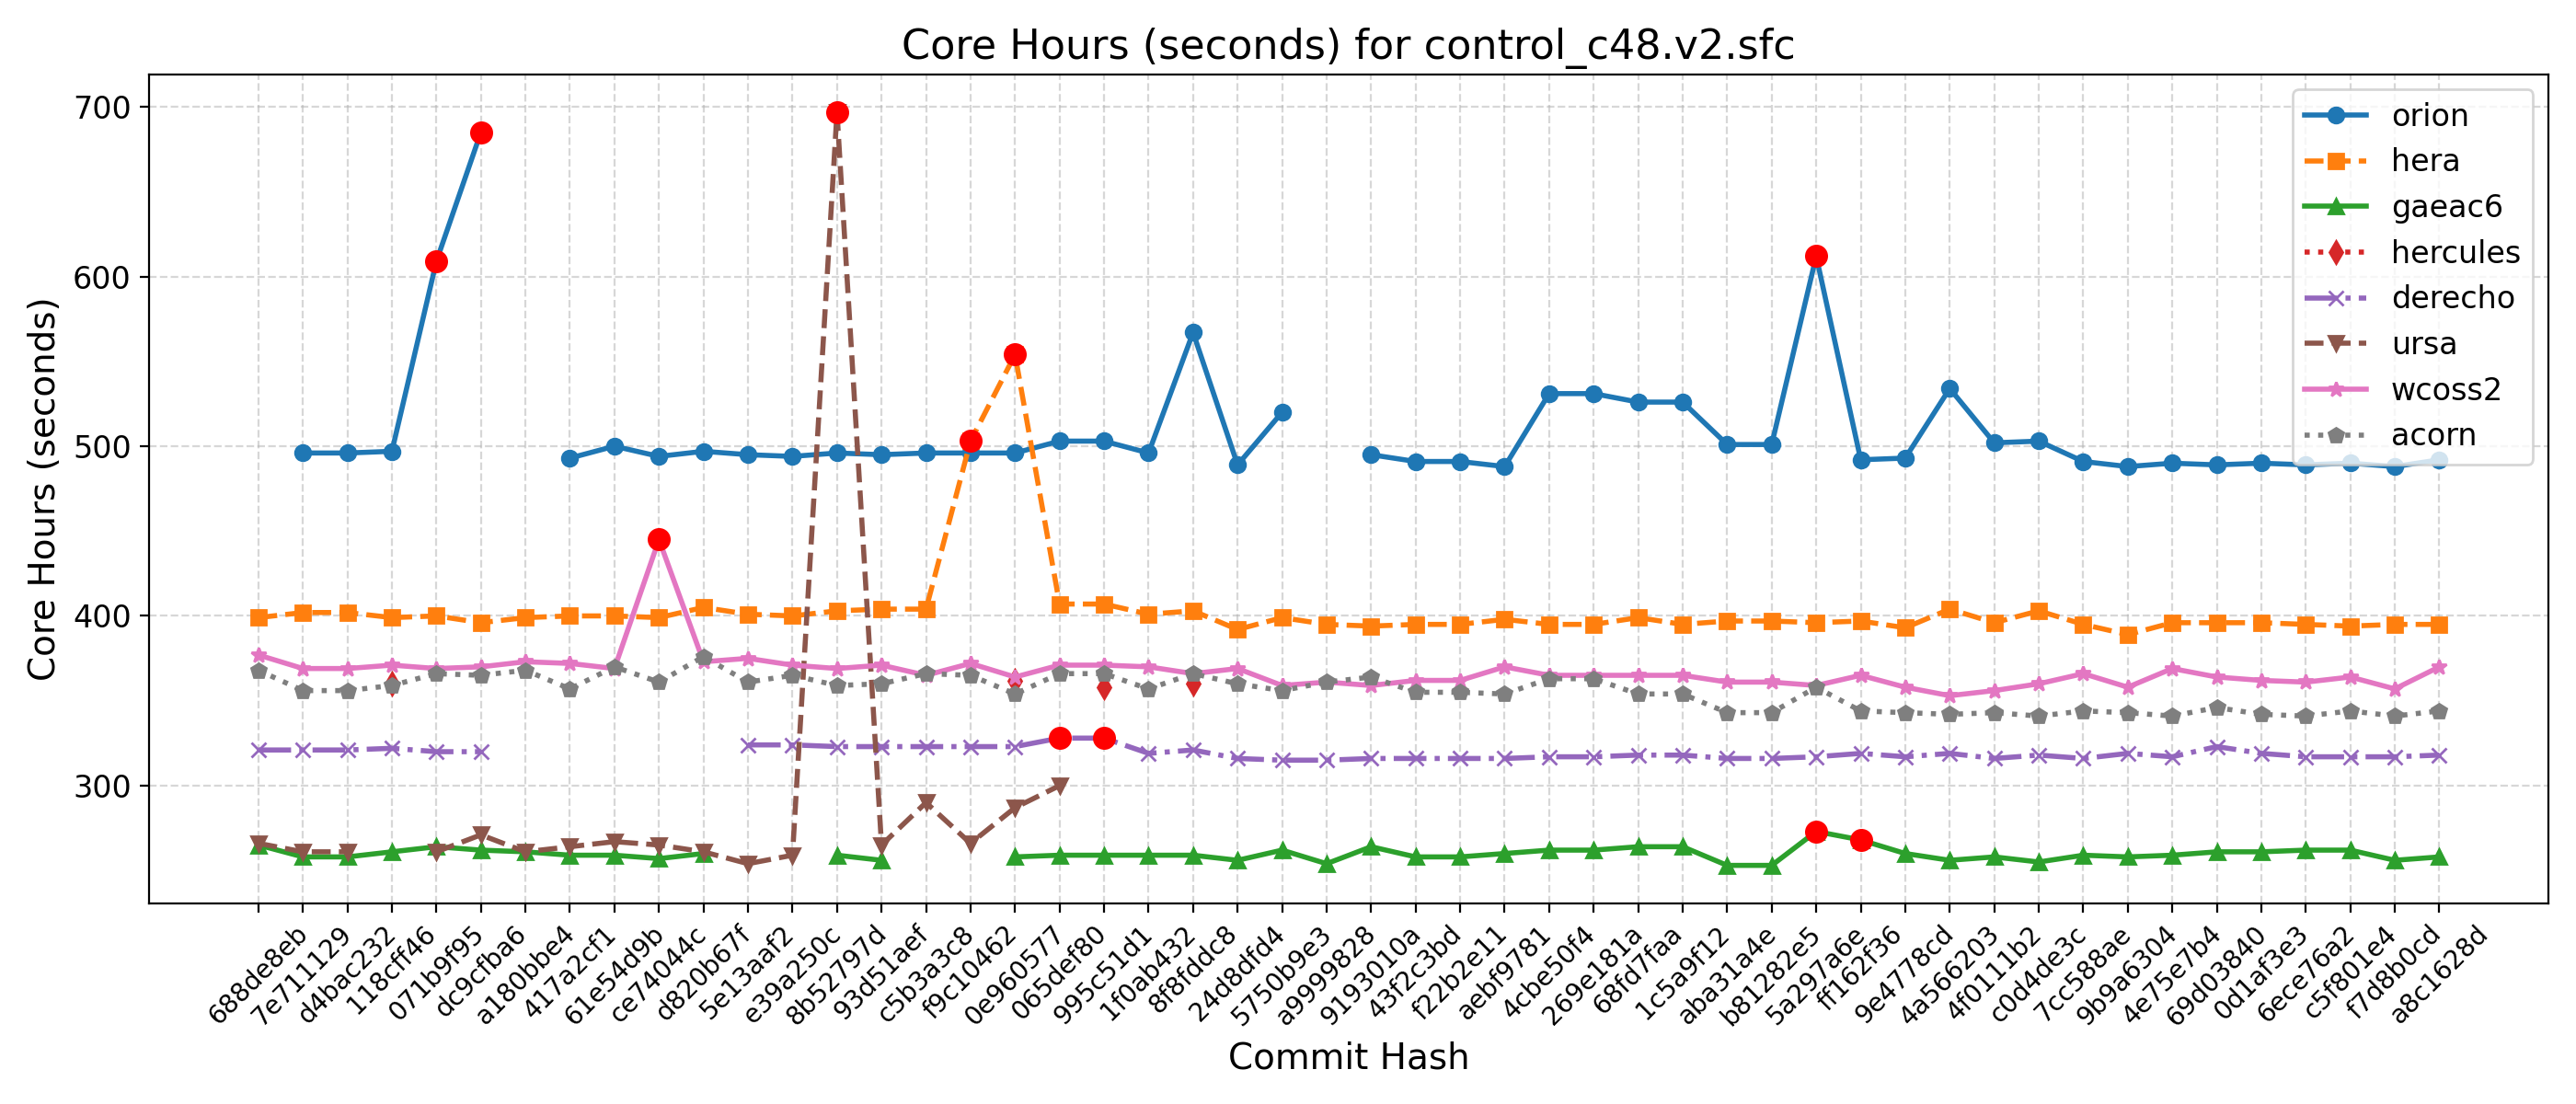 Core Hours (seconds) for control_c48.v2.sfc
Core Hours (seconds)
700
600
500
400
300
orion
hera
gaeac6
hercules
derecho
ursa
wcoss2
acorn
688de8eb
7e711129
d4bac232
118cff46
071b9f95
dc9cfba6
a180bbe4
417a2cf1
61e54d9b
ce74044c
d820b67f
5e13aaf2
e39a250c
8b52797d
93d51aef
c5b3a3c8
f9c10462
0e960577
065def80
995c51d1
1f0ab432
8f8fddc8
24d8dfd4
5750b9e3
a9999828
9193010a
43f2c3bd
f22b2e11
aebf9781
4cbe50f4
269e181a
68fd7faa
1c5a9f12
aba31a4e
b81282e5
5a297a6e
ff162f36
9e4778cd
4a566203
4f0111b2
c0d4de3c
7cc588ae
9b9a6304
4e75e7b4
69d03840
0d1af3e3
6ece76a2
c5f801e4
f7d8b0cd
a8c1628d
Commit Hash